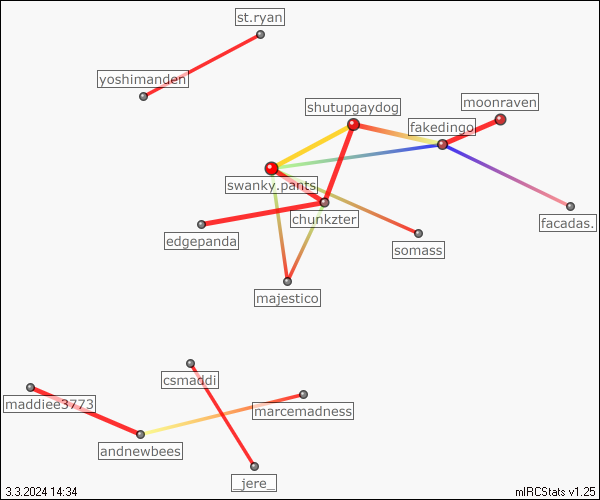 st.ryan
yoshimanden
shutupgaydog
moonraven
fakedingo
swanky.pants
chunkzter
facadas.
edgepanda
somass
majestico
csmaddi
maddiee3773
marcemadness
andnewbees
_jere_
3.3.2024 14:34
mIRCStats v1.25